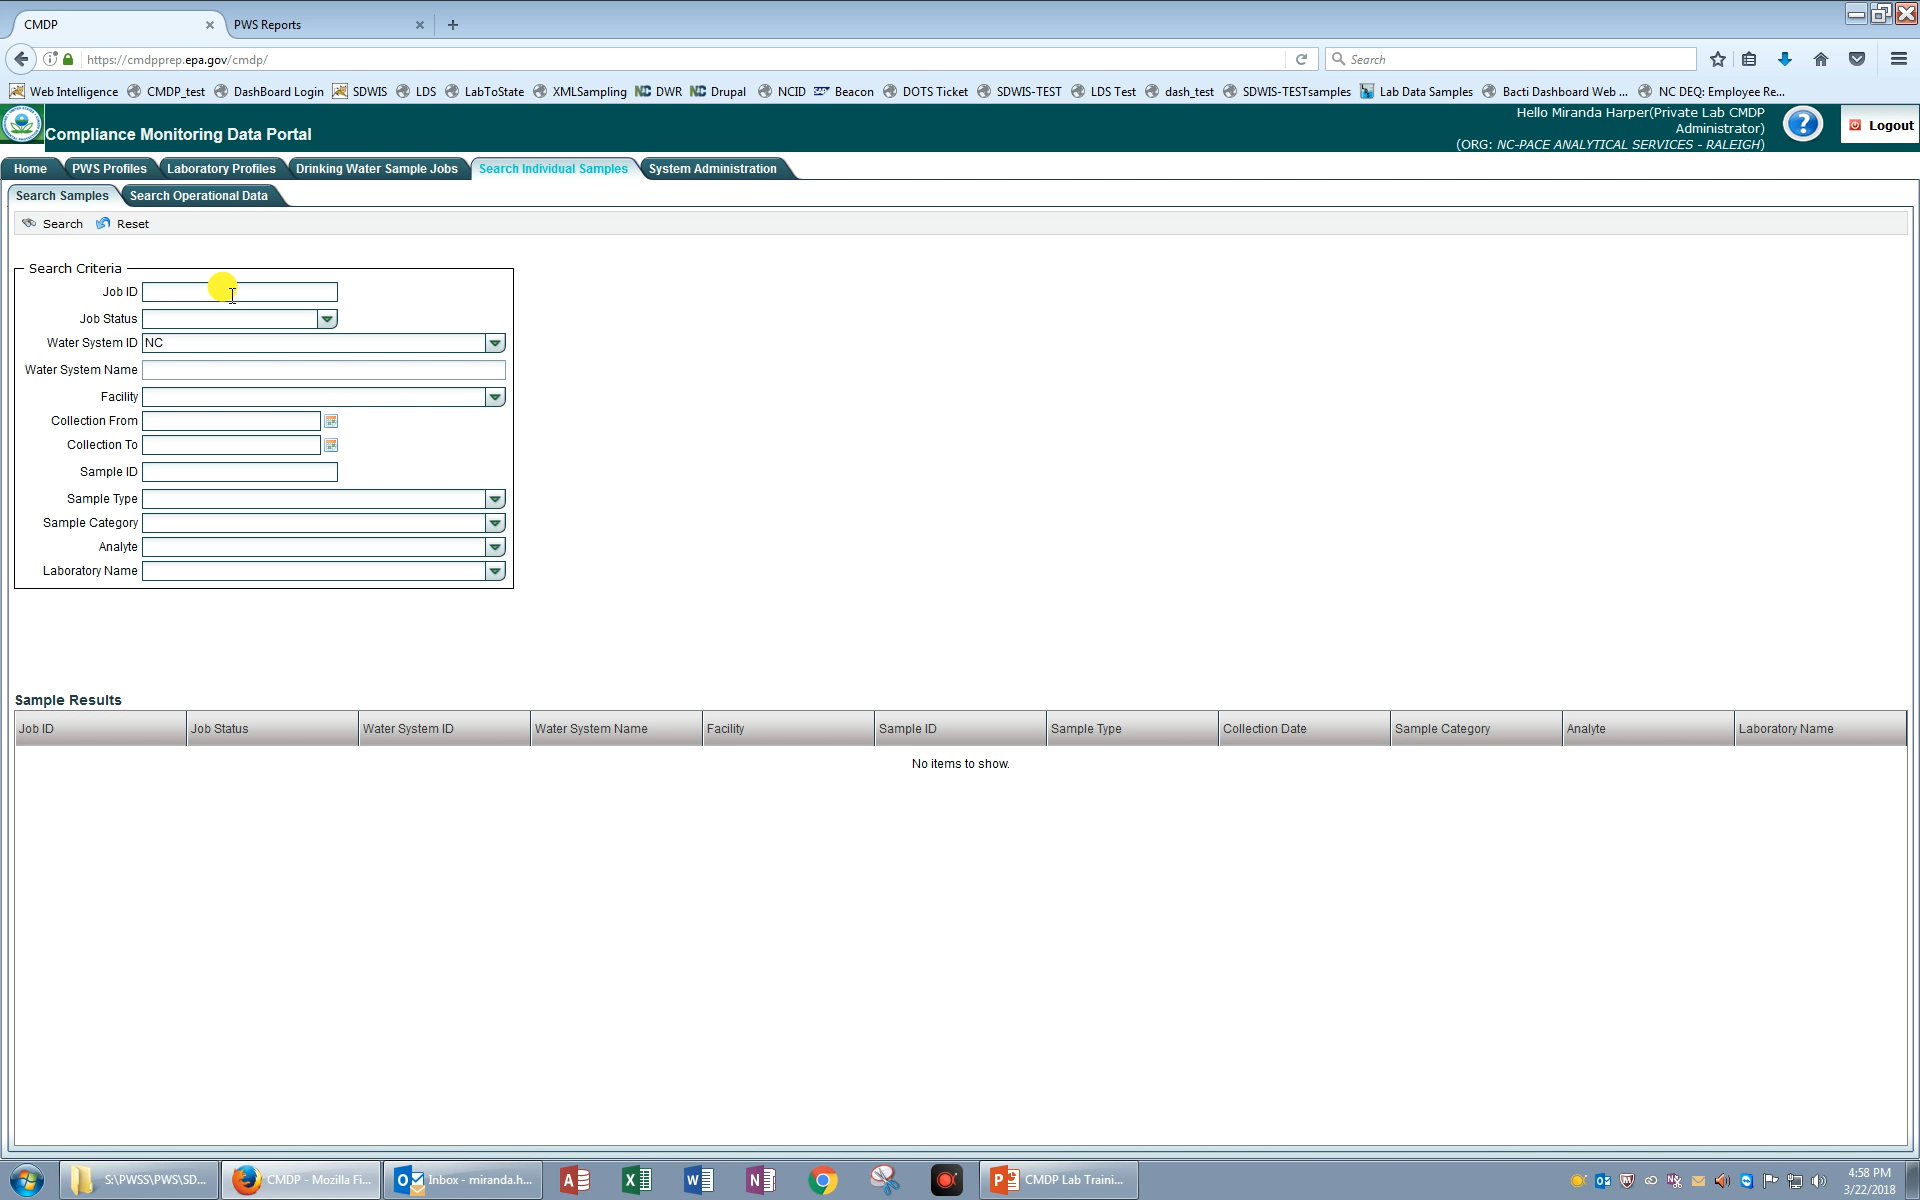 CMDP
PWS Reports
https://cmdpprep.epa.gov/cmdp/
Search
Web Intelligence CMDP_test DashBoard Login SDWIS LDS LabToState XMLSampling DWR Drupal NCID Beacon DOTS Ticket SDWIS-TEST LDS Test dash_test SDWIS-TESTsamples Lab Data Samples Bacti Dashboard Web ... NC DEQ: Employee Re...
Compliance Monitoring Data Portal
Hello Miranda Harper(Private Lab CMDP
Administrator)
(ORG: NC-PACE ANALYTICAL SERVICES - RALEIGH)
Logout
Home PWS Profiles Laboratory Profiles Drinking Water Sample Jobs Search Individual Samples System Administration
Search Samples Search Operational Data
Search Reset
Search Criteria
Job ID
Job Status
Water System ID NC
Water System Name
Facility
Collection From
Collection To
Sample ID
Sample Type
Sample Category
Analyte
Laboratory Name
Sample Results
Job ID Job Status Water System ID Water System Name Facility Sample ID Sample Type Collection Date Sample Category Analyte Laboratory Name
No items to show.
S:\PWSS\PWS\SD... CMDP - Mozilla Fi... Inbox - miranda.h... CMDP Lab Traini...
4:58 PM
3/22/2018